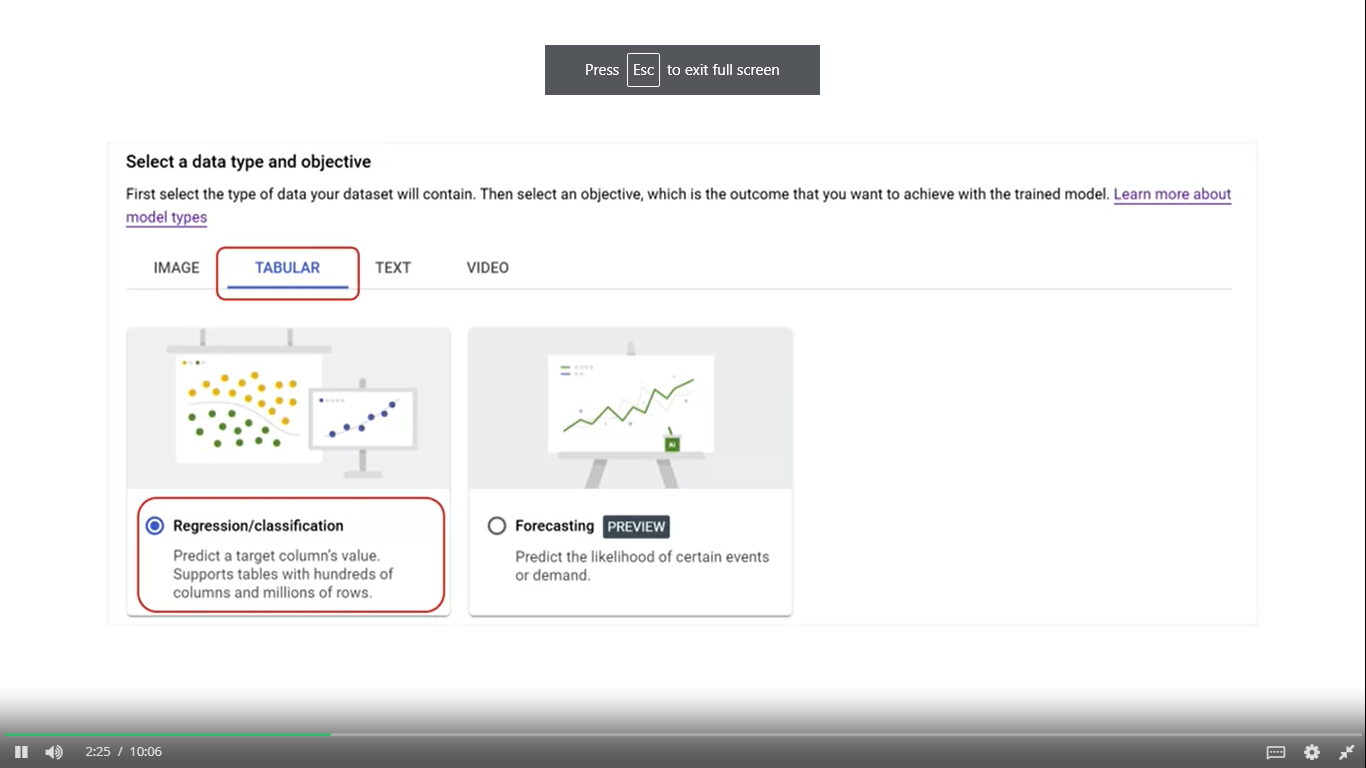 Press Esc to exit full screen
Select a data type and objective
First select the type of data your dataset will contain. Then select an objective, which is the outcome that you want to achieve with the trained model. Learn more about
model types
IMAGE TABULAR TEXT VIDEO
Regression/classification
Predict a target column's value.
Supports tables with hundreds of
columns and millions of rows.
Forecasting PREVIEW
Predict the likelihood of certain events
or demand.
AI
2:25 / 10:06